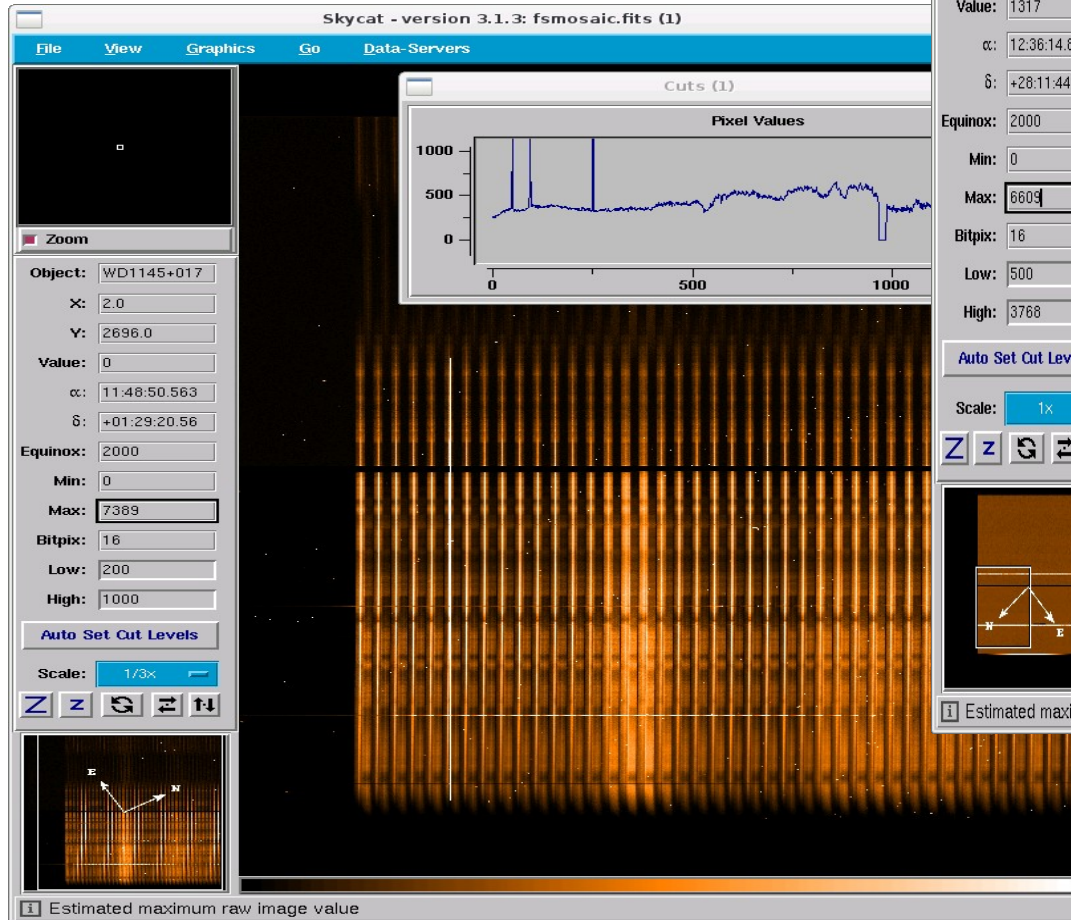 Skycat - version 3.1.3: fsmosaic.fits (1)
File View Graphics Go Data-Servers
Zoom
Object: WD1145+017
X: 2.0
Y: 2696.0
Value: 0
α: 11:48:50.563
δ: +01:29:20.56
Equinox: 2000
Min: 0
Max: 7389
Bitpix: 16
Low: 200
High: 1000
Auto Set Cut Levels
Scale: 1/3x
Z z
E
N
Estimated maximum raw image value
Cuts (1)
Pixel Values
1000
500
0
0 500 1000
Value: 1317
α: 12:36:14.6
δ: +28:11:44
Equinox: 2000
Min: 0
Max: 6609
Bitpix: 16
Low: 500
High: 3768
Auto Set Cut Lev
Scale: 1x
Z z
N
E
Estimated maxi